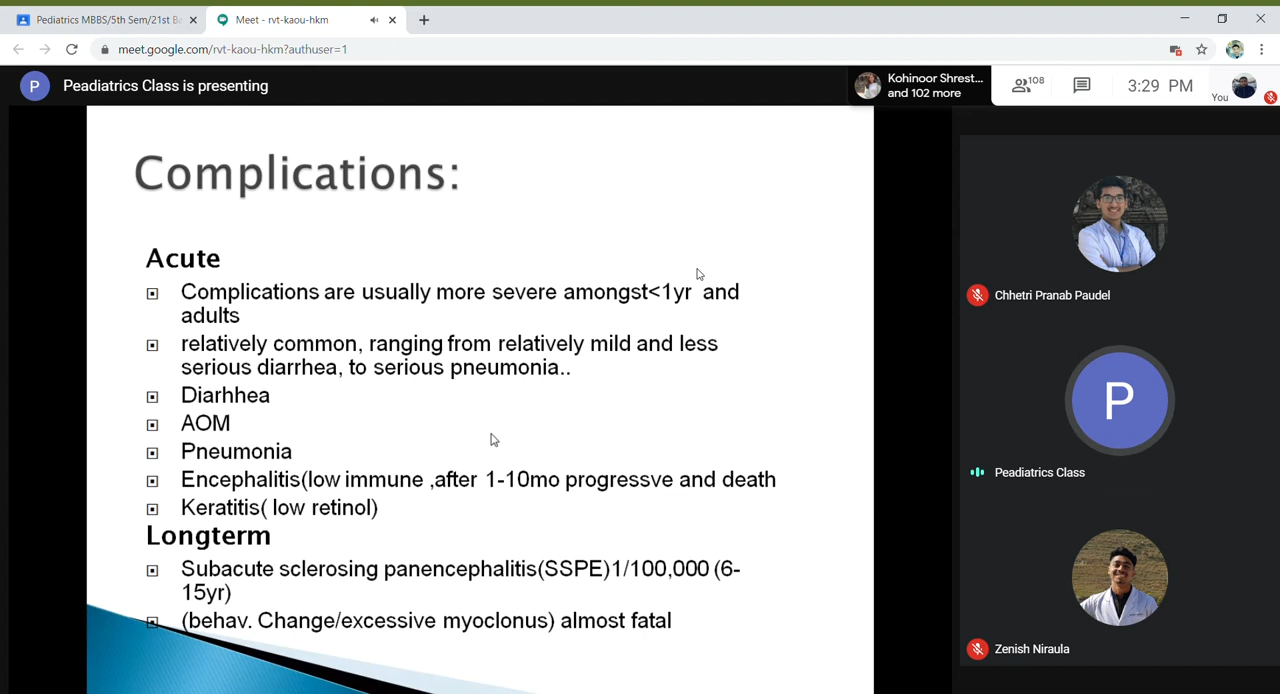 Pediatrics MBBS/5th Sem/21st Ba
Meet - rvt-kaou-hkm
meet.google.com/rvt-kaou-hkm?authuser=1
P
Peadiatrics Class is presenting
Kohinoor Shrest...
and 102 more
108
3:29 PM
You
Complications:
Acute
Complications are usually more severe amongst<1yr and
adults
relatively common, ranging from relatively mild and less
serious diarrhea, to serious pneumonia..
Diarhhea
AOM
Pneumonia
Encephalitis(low immune ,after 1-10mo progressve and death
Keratitis( low retinol)
Longterm
Subacute sclerosing panencephalitis(SSPE)1/100,000 (6-
15yr)
(behav. Change/excessive myoclonus) almost fatal
Chhetri Pranab Paudel
P
Peadiatrics Class
Zenish Niraula